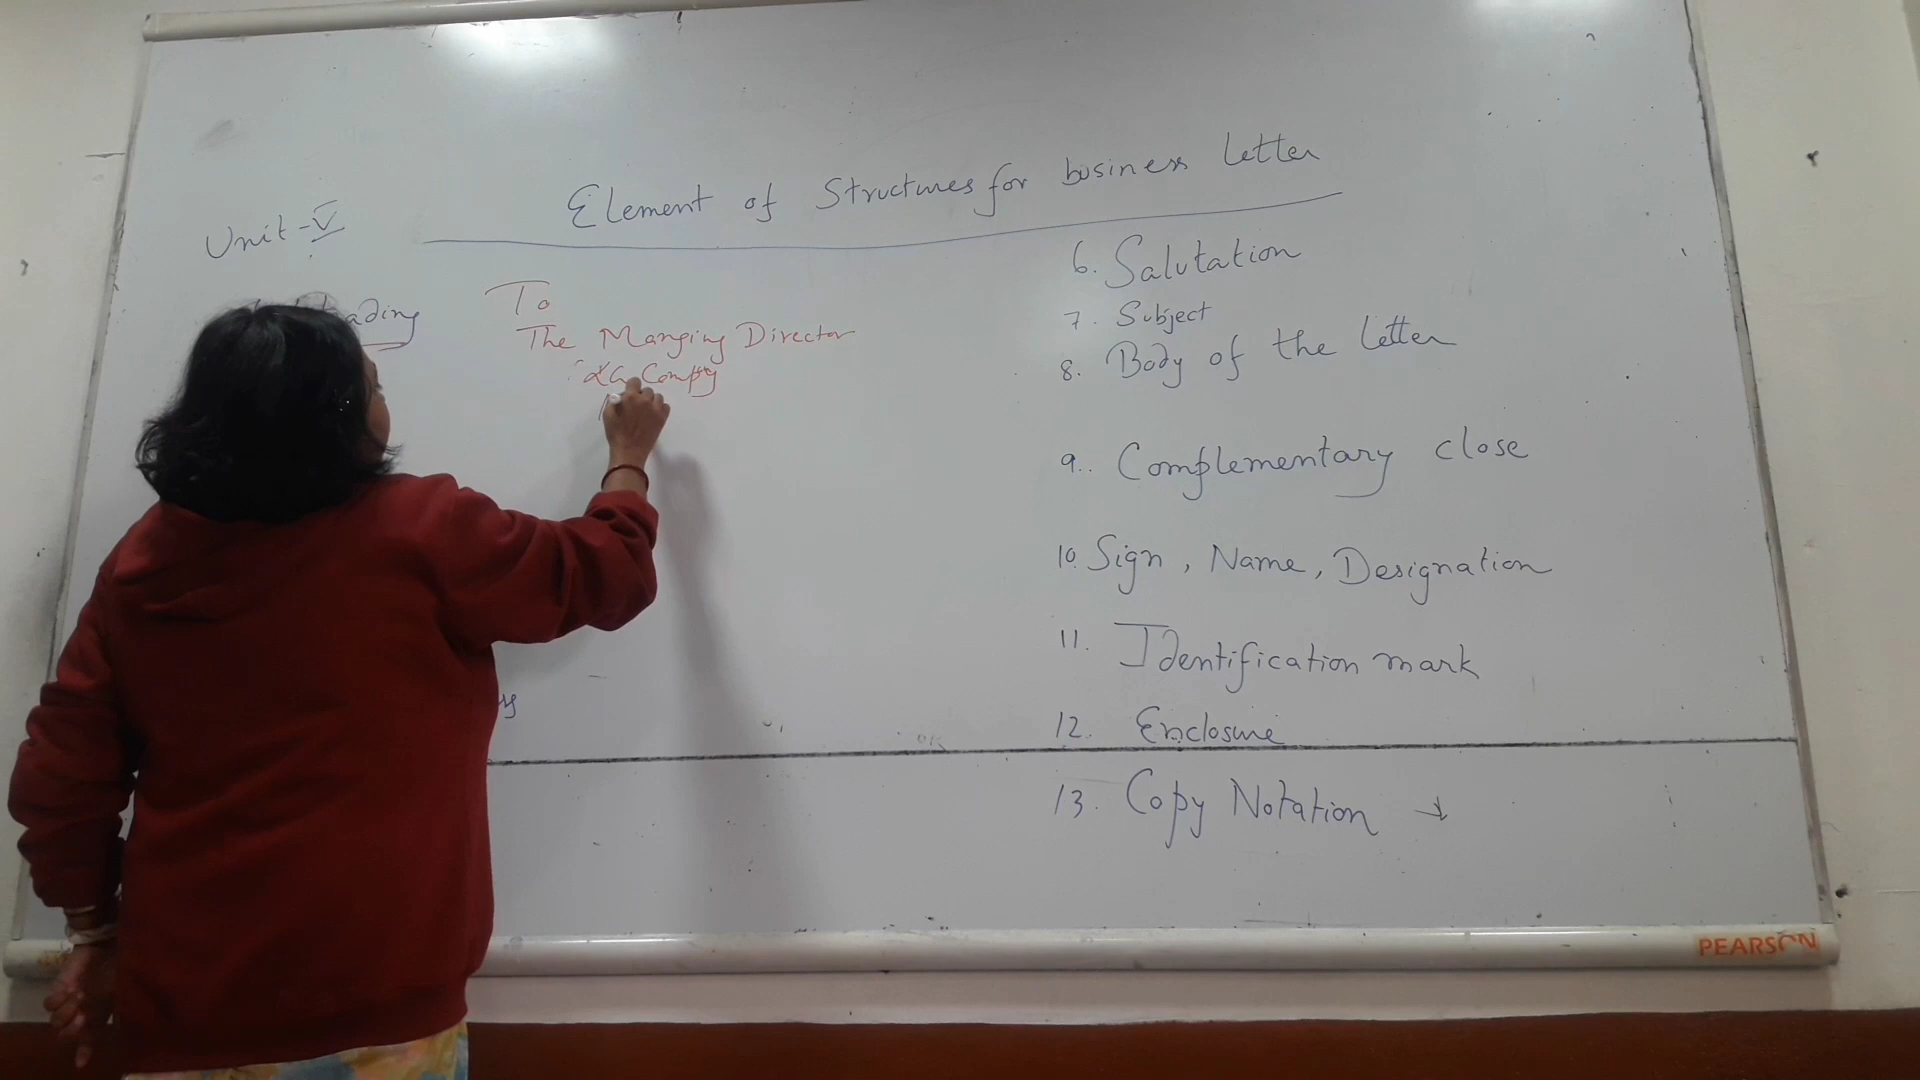 Element of Structures for business letter
Unit - V
To
The Manging Director
Compy
6. Salutation
7. Subject
8. Body of the letter
9.. Complementary close
10. Sign, Name, Designation
11. Identification mark
12. Enclosure
13. Copy Notation ↓
PEARSON